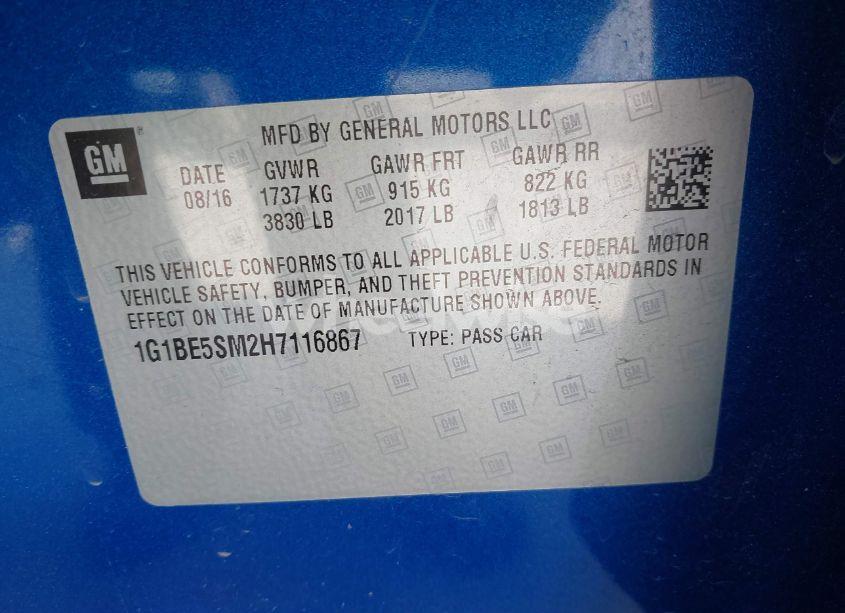 GM
MFD BY GENERAL MOTORS LLC
DATE GVWR GAWR FRT GAWR RR
08/16 1737 KG 915 KG 822 KG
3830 LB 2017 LB 1813 LB
THIS VEHICLE CONFORMS TO ALL APPLICABLE U.S. FEDERAL MOTOR
VEHICLE SAFETY, BUMPER, AND THEFT PREVENTION STANDARDS IN
EFFECT ON THE DATE OF MANUFACTURE SHOWN ABOVE.
1G1BE5SM2H7116867 TYPE: PASS CAR